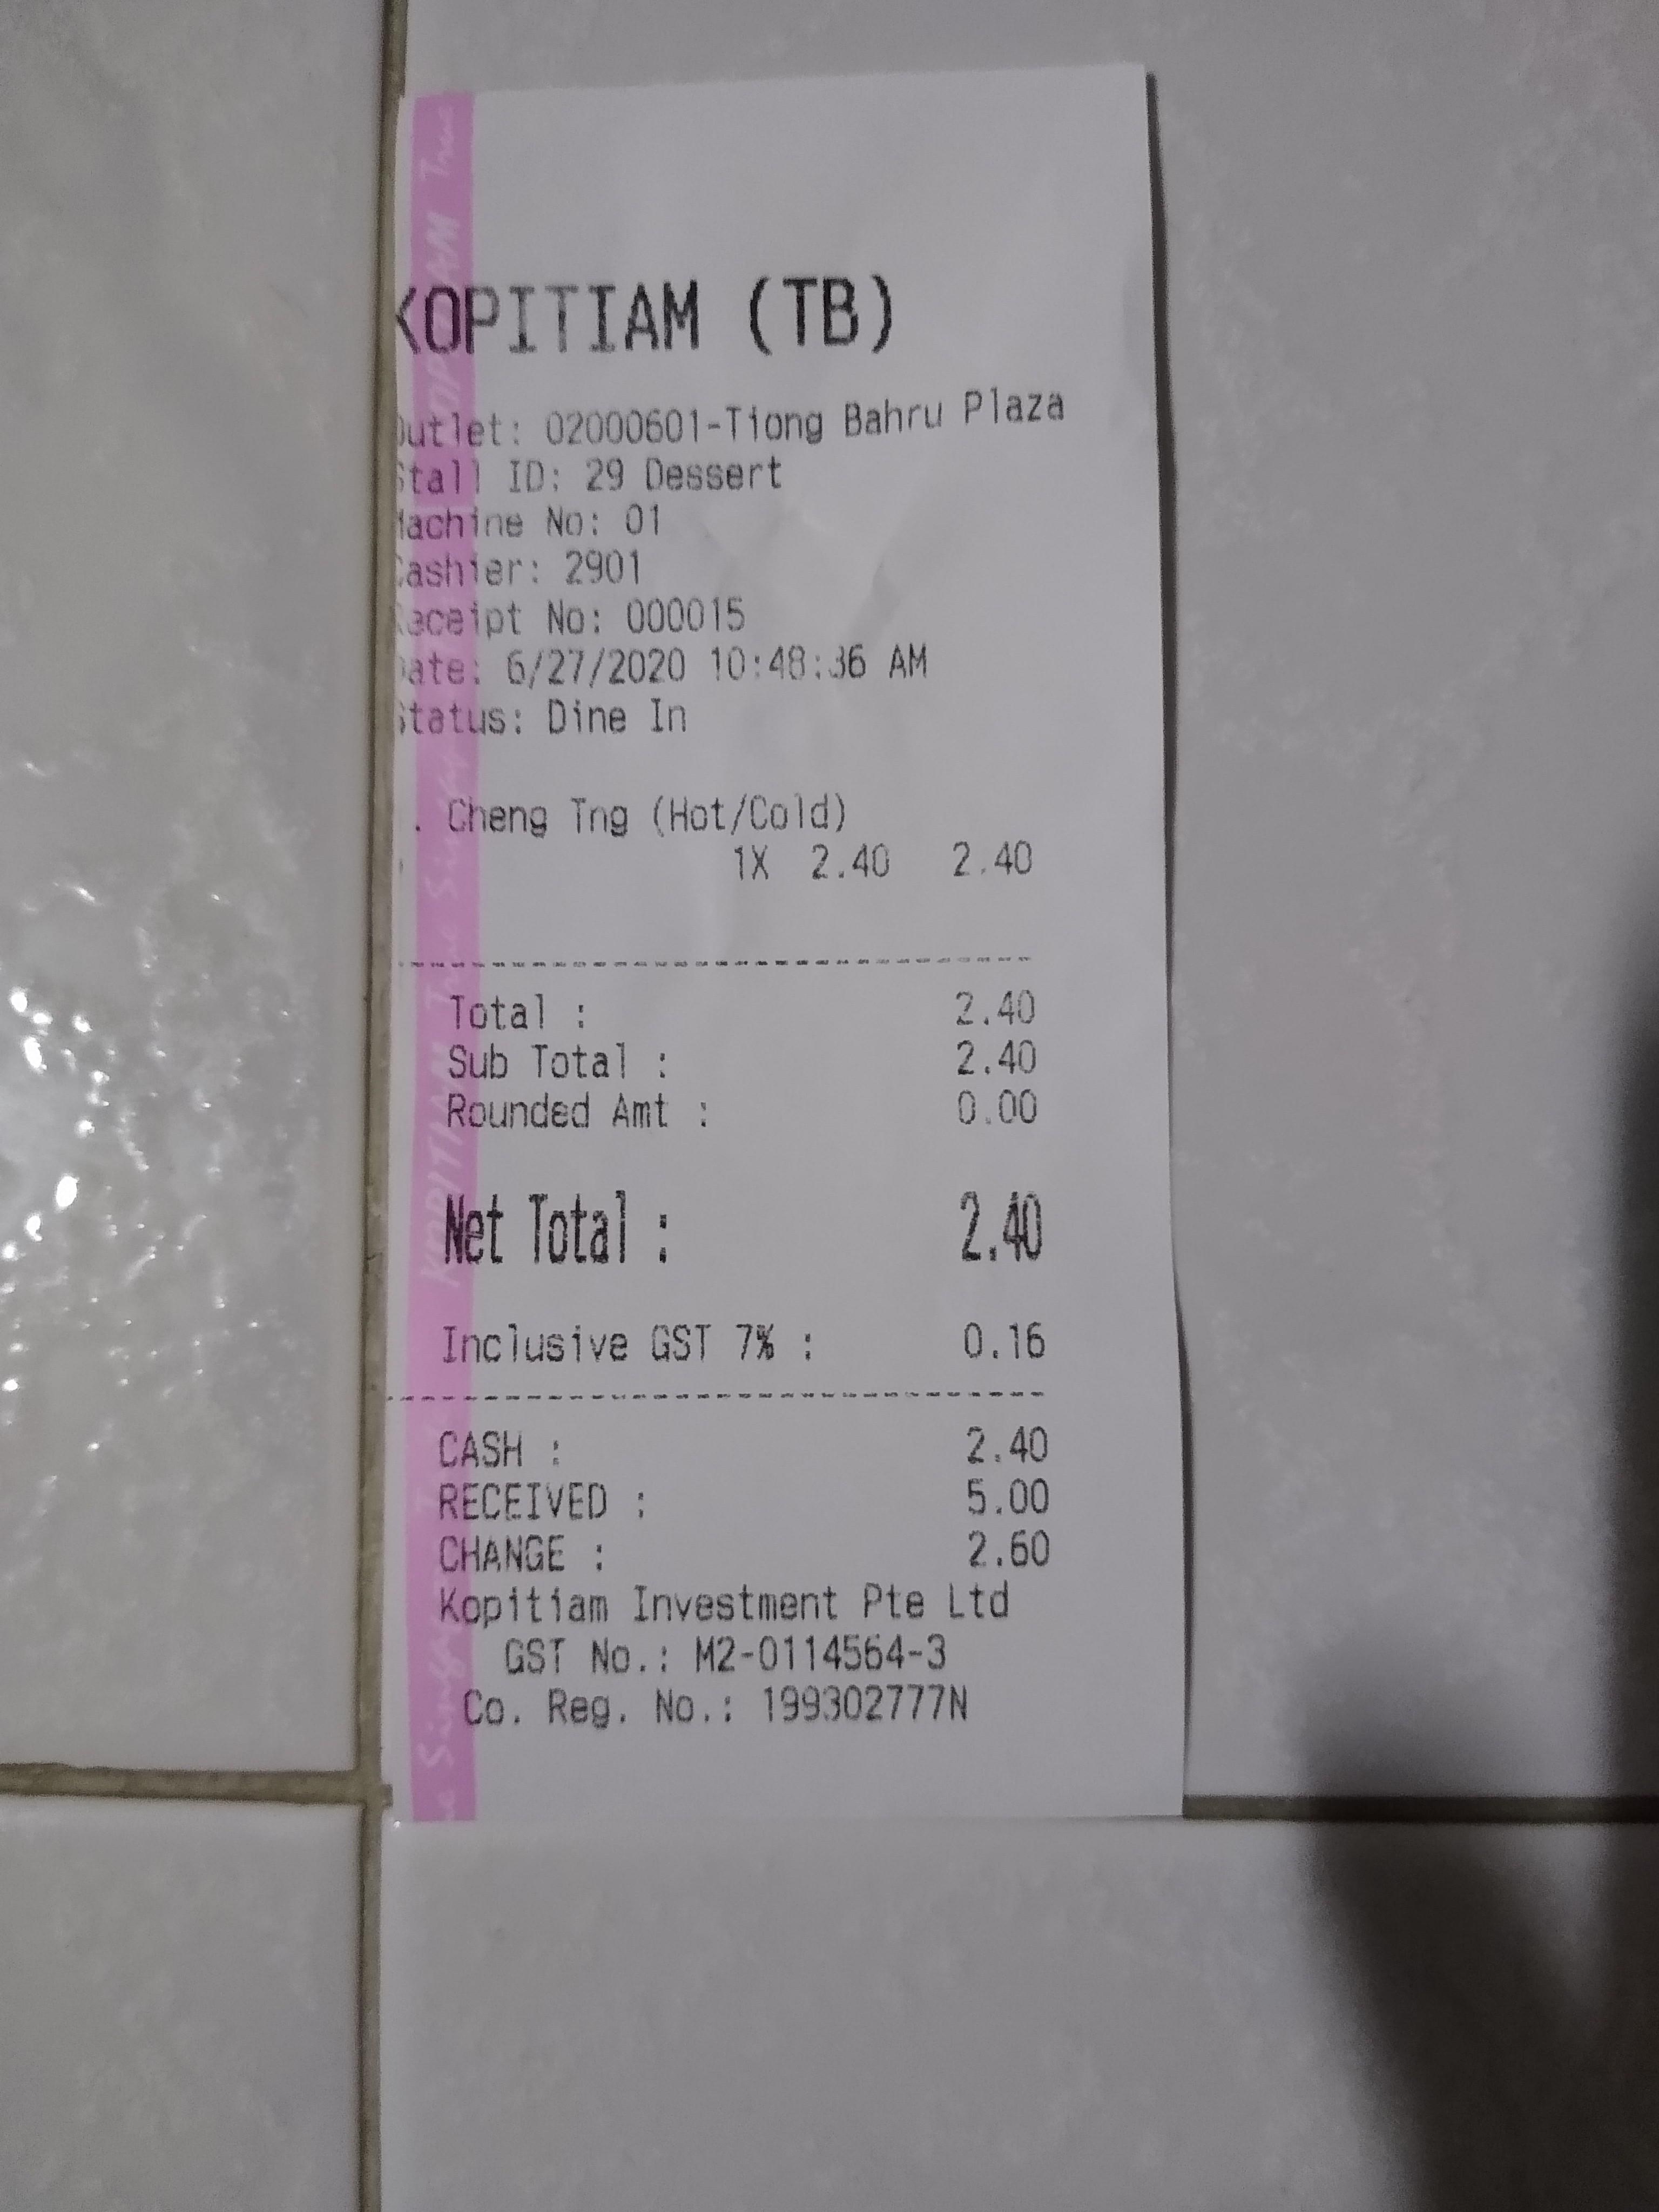 KOPITIAM (TB)
Outlet: 02000601-Tiong Bahru Plaza
Stall ID: 29 Dessert
Machine No: 01
Cashier: 2901
Receipt No: 000015
Date: 6/27/2020 10:48:36 AM
Status: Dine In
. Cheng Tng (Hot/Cold)
1X 2.40 2.40
Total : 2.40
Sub Total : 2.40
Rounded Amt : 0.00
Net Total : 2.40
Inclusive GST 7% : 0.16
CASH : 2.40
RECEIVED : 5.00
CHANGE : 2.60
Kopitiam Investment Pte Ltd
GST No.: M2-0114564-3
Co. Reg. No.: 199302777N
KOPITIAM True Singap